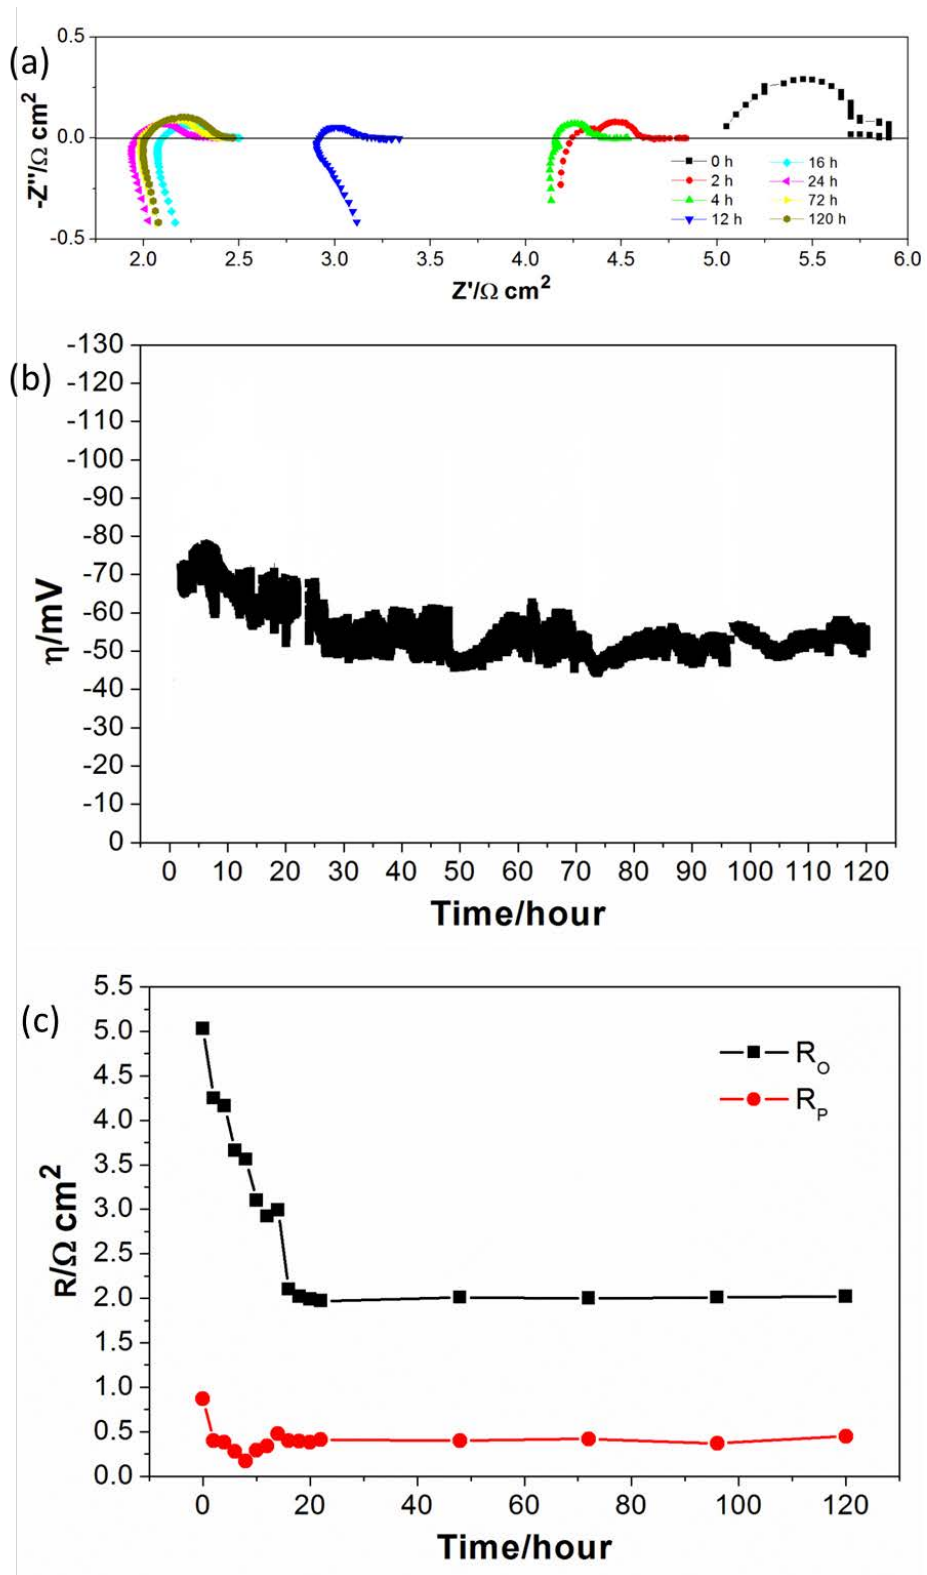 (a)
0.5
0.0
-0.5
-Z''/Ω cm²
0 h
2 h
4 h
12 h
16 h
24 h
72 h
120 h
2.0 2.5 3.0 3.5 4.0 4.5 5.0 5.5 6.0
Z'/Ω cm²
(b)
-130
-120
-110
-100
-90
-80
-70
-60
-50
-40
-30
-20
-10
0
η/mV
0 10 20 30 40 50 60 70 80 90 100 110 120
Time/hour
(c)
5.5
5.0
4.5
4.0
3.5
3.0
2.5
2.0
1.5
1.0
0.5
0.0
R/Ω cm²
R_O
R_P
0 20 40 60 80 100 120
Time/hour